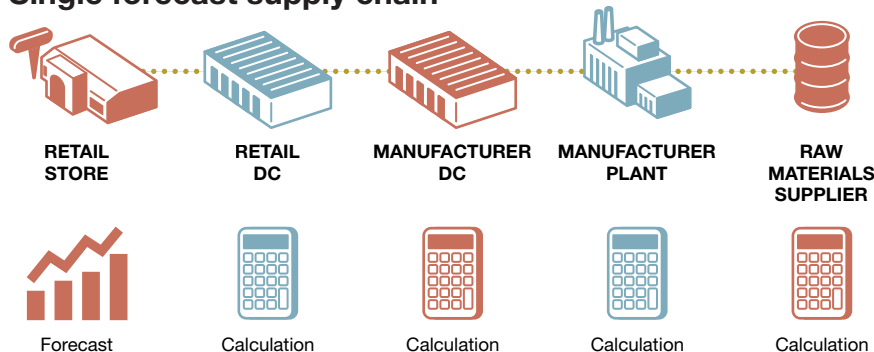 Single forecast supply chain
RETAIL
STORE
RETAIL
DC
MANUFACTURER
DC
MANUFACTURER
PLANT
RAW
MATERIALS
SUPPLIER
Forecast
Calculation
Calculation
Calculation
Calculation